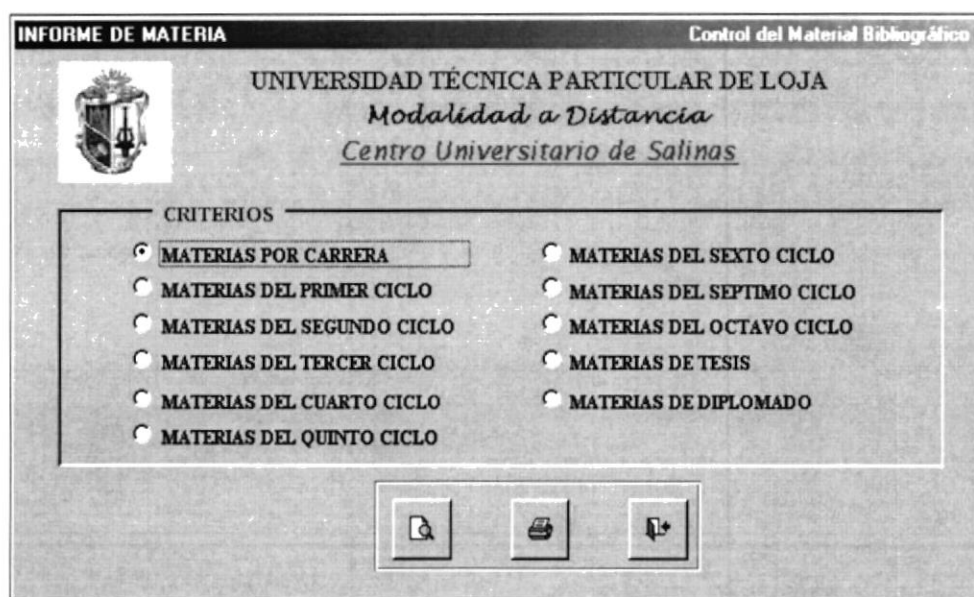 INFORME DE MATERIA
Control del Material Bibliográfico
UNIVERSIDAD TÉCNICA PARTICULAR DE LOJA
Modalidad a Distancia
Centro Universitario de Salinas
CRITERIOS
MATERIAS POR CARRERA
MATERIAS DEL PRIMER CICLO
MATERIAS DEL SEGUNDO CICLO
MATERIAS DEL TERCER CICLO
MATERIAS DEL CUARTO CICLO
MATERIAS DEL QUINTO CICLO
MATERIAS DEL SEXTO CICLO
MATERIAS DEL SEPTIMO CICLO
MATERIAS DEL OCTAVO CICLO
MATERIAS DE TESIS
MATERIAS DE DIPLOMADO